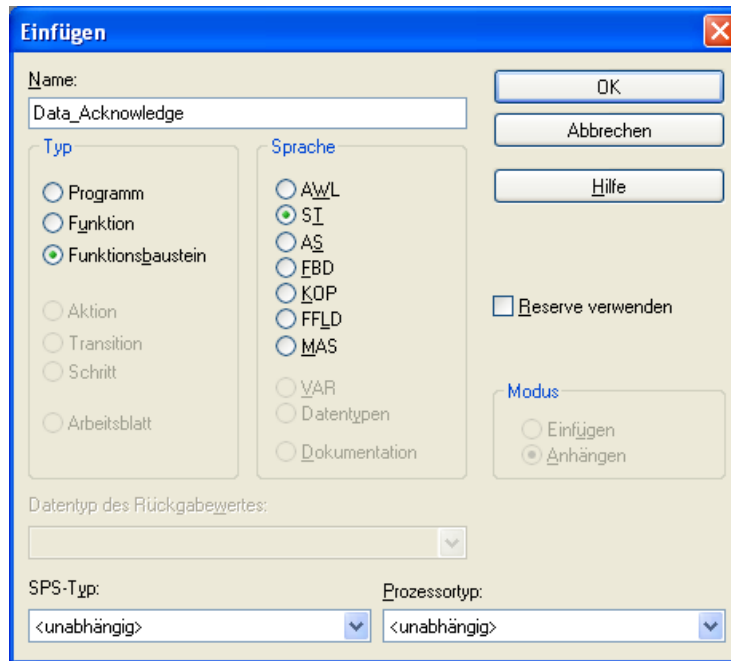 Einfügen
Name:
Data_Acknowledge
OK
Abbrechen
Hilfe
Typ
Programm
Funktion
Funktionsbaustein
Aktion
Transition
Schritt
Arbeitsblatt
Sprache
AWL
ST
AS
FBD
KOP
FFLD
MAS
VAR
Datentypen
Dokumentation
Reserve verwenden
Modus
Einfügen
Anhängen
Datentyp des Rückgabewertes:
SPS-Typ:
<unabhängig>
Prozessortyp:
<unabhängig>